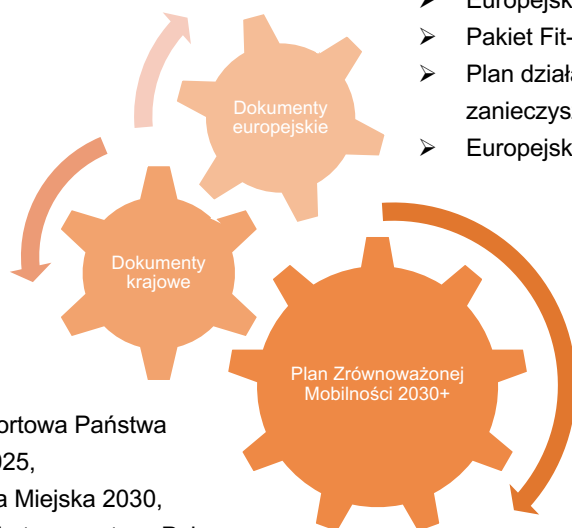 ➢ Europejsk
➢ Pakiet Fit-
➢ Plan dział
zanieczys
➢ Europejsk
Dokumenty
europejskie
Dokumenty
krajowe
Plan Zrównoważonej
Mobilności 2030+
ortowa Państwa
025,
a Miejska 2030,